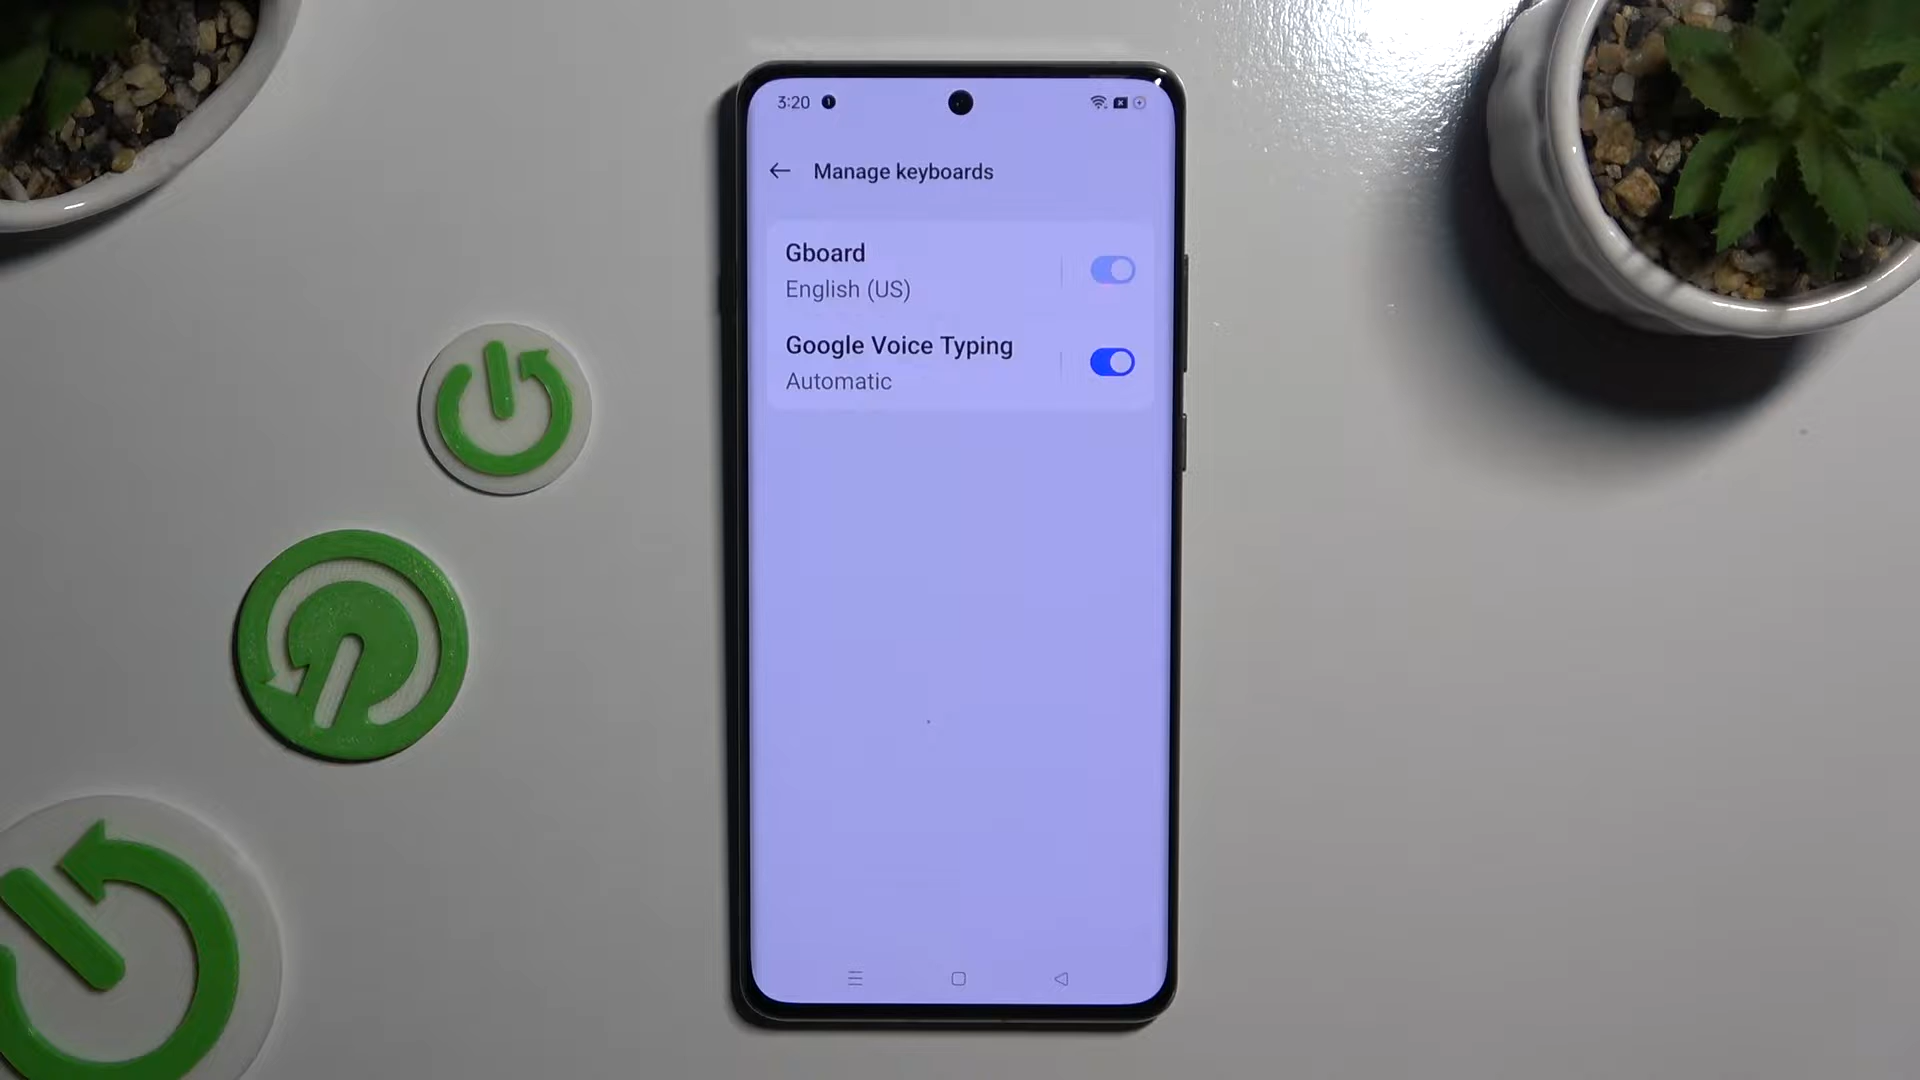 3:20
Manage keyboards
Gboard
English (US)
Google Voice Typing
Automatic